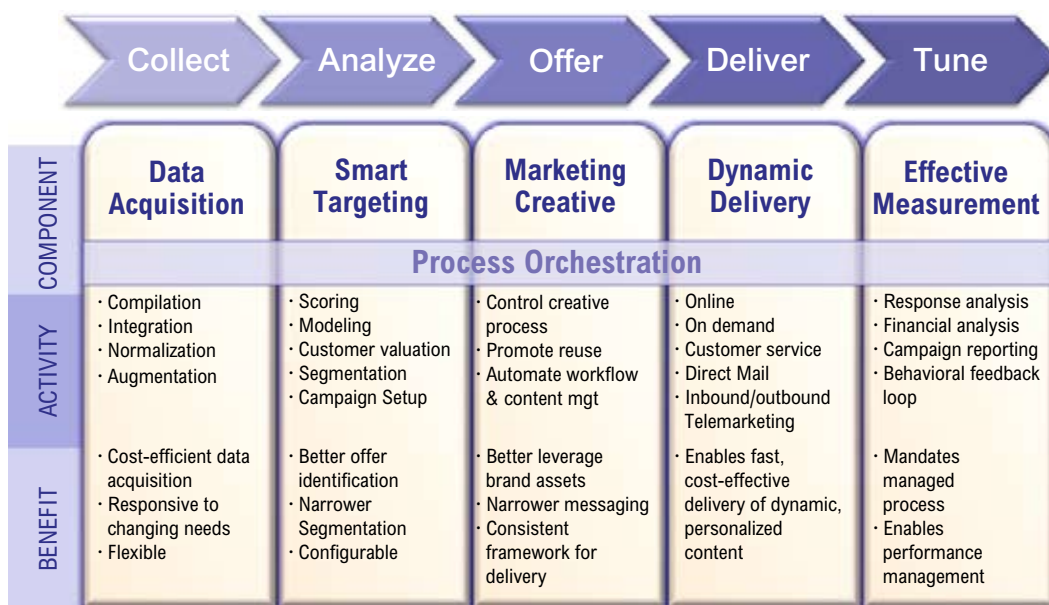 Collect
Analyze
Offer
Deliver
Tune
COMPONENT
Data
Acquisition
Smart
Targeting
Marketing
Creative
Dynamic
Delivery
Effective
Measurement
Process Orchestration
ACTIVITY
· Compilation
· Integration
· Normalization
· Augmentation
· Scoring
· Modeling
· Customer valuation
· Segmentation
· Campaign Setup
· Control creative
process
· Promote reuse
· Automate workflow
& content mgt
· Online
· On demand
· Customer service
· Direct Mail
· Inbound/outbound
Telemarketing
· Response analysis
· Financial analysis
· Campaign reporting
· Behavioral feedback
loop
BENEFIT
· Cost-efficient data
acquisition
· Responsive to
changing needs
· Flexible
· Better offer
identification
· Narrower
Segmentation
· Configurable
· Better leverage
brand assets
· Narrower messaging
· Consistent
framework for
delivery
· Enables fast,
cost-effective
delivery of dynamic,
personalized
content
· Mandates
managed
process
· Enables
performance
management